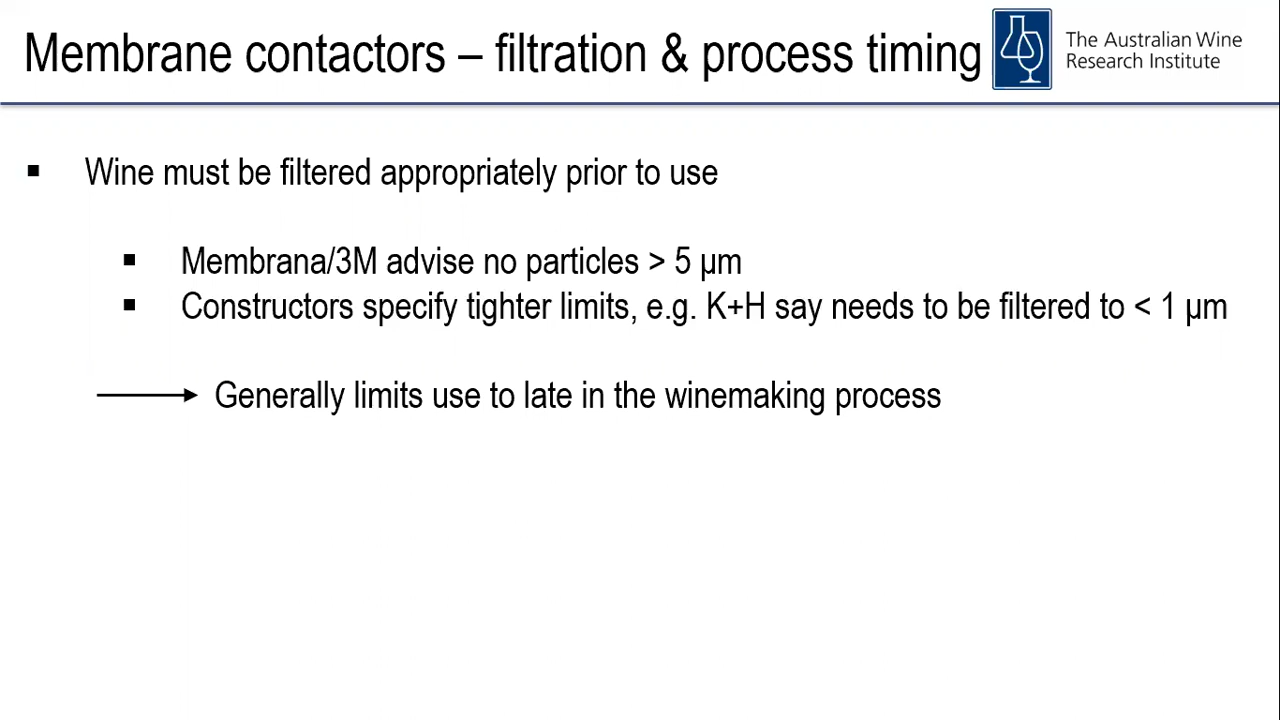 Membrane contactors – filtration & process timing
The Australian Wine
Research Institute
Wine must be filtered appropriately prior to use
Membrana/3M advise no particles > 5 µm
Constructors specify tighter limits, e.g. K+H say needs to be filtered to < 1 µm
Generally limits use to late in the winemaking process